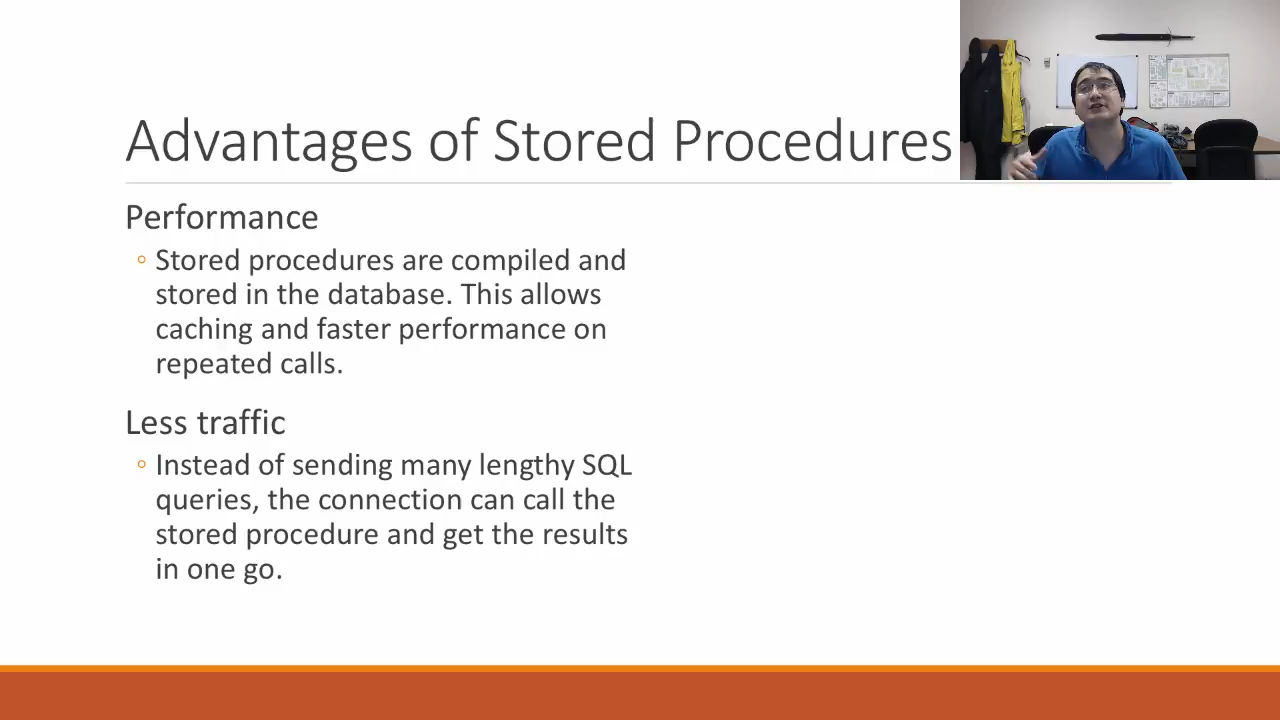 Advantages of Stored Procedures
Performance
◦ Stored procedures are compiled and
stored in the database. This allows
caching and faster performance on
repeated calls.
Less traffic
◦ Instead of sending many lengthy SQL
queries, the connection can call the
stored procedure and get the results
in one go.